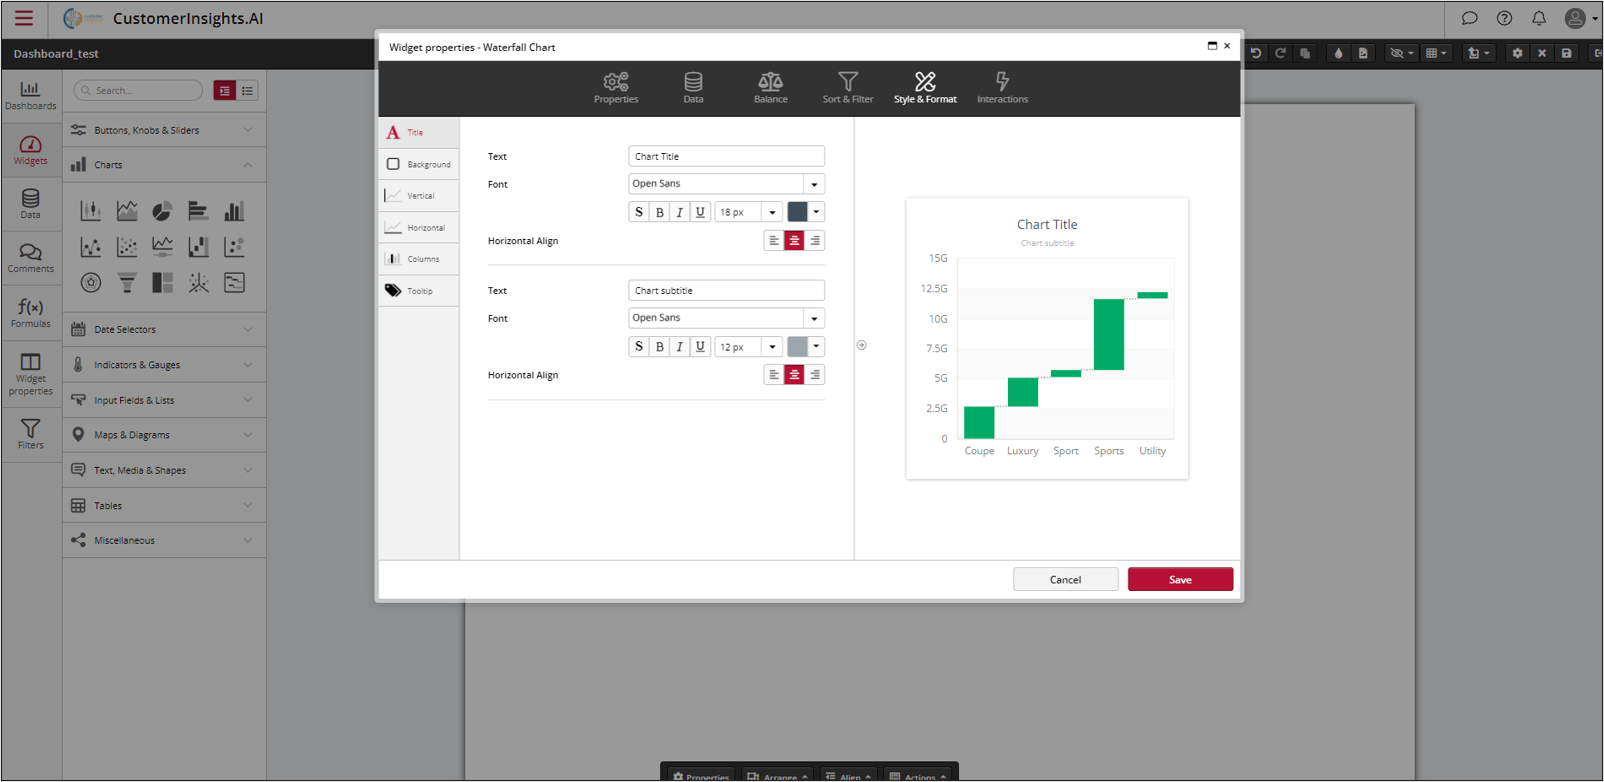 CustomerInsights.AI
Dashboard_test
Dashboards
Widgets
Data
Comments
f(x)
Formulas
Widget
properties
Filters
Search...
Buttons, Knobs & Sliders
Charts
Date Selectors
Indicators & Gauges
Input Fields & Lists
Maps & Diagrams
Text, Media & Shapes
Tables
Miscellaneous
Widget properties - Waterfall Chart
Properties
Data
Balance
Sort & Filter
Style & Format
Interactions
A Title
Background
Vertical
Horizontal
Columns
Tooltip
Text
Chart Title
Font
Open Sans
S B I U 18 px
Horizontal Align
Text
Chart subtitle
Font
Open Sans
S B I U 12 px
Horizontal Align
Chart Title
Chart subtitle
15G
12.5G
10G
7.5G
5G
2.5G
0
Coupe Luxury Sport Sports Utility
Cancel
Save
Properties Arrange Align Actions